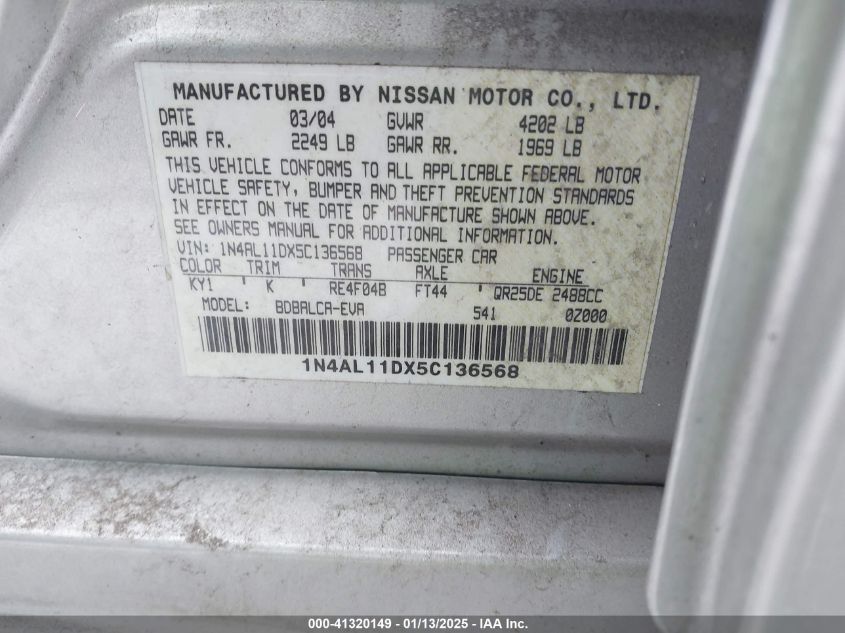 MANUFACTURED BY NISSAN MOTOR CO., LTD.
DATE 03/04 GVWR 4202 LB
GAWR FR. 2249 LB GAWR RR. 1969 LB
THIS VEHICLE CONFORMS TO ALL APPLICABLE FEDERAL MOTOR
VEHICLE SAFETY, BUMPER AND THEFT PREVENTION STANDARDS
IN EFFECT ON THE DATE OF MANUFACTURE SHOWN ABOVE.
SEE OWNERS MANUAL FOR ADDITIONAL INFORMATION.
VIN: 1N4AL11DX5C136568 PASSENGER CAR
COLOR TRIM TRANS AXLE ENGINE
KY1 ' K ' RE4F04B FT44 ' QR25DE 2488CC
MODEL: BDBALCA-EVA 541 0Z000
1N4AL11DX5C136568
000-41320149 - 01/13/2025 - IAA Inc.